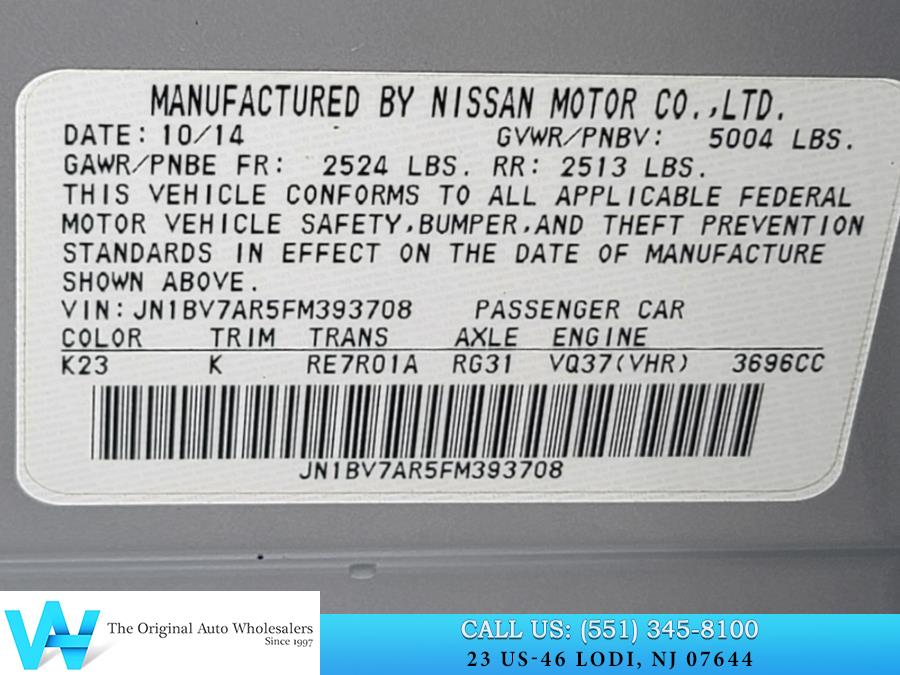 MANUFACTURED BY NISSAN MOTOR CO.,LTD.
DATE: 10/14 GVWR/PNBV: 5004 LBS.
GAWR/PNBE FR: 2524 LBS. RR: 2513 LBS.
THIS VEHICLE CONFORMS TO ALL APPLICABLE FEDERAL
MOTOR VEHICLE SAFETY,BUMPER,AND THEFT PREVENTION
STANDARDS IN EFFECT ON THE DATE OF MANUFACTURE
SHOWN ABOVE.
VIN: JN1BV7AR5FM393708 PASSENGER CAR
COLOR TRIM TRANS AXLE ENGINE
K23 K RE7R01A RG31 VQ37(VHR) 3696CC
JN1BV7AR5FM393708
The Original Auto Wholesalers
Since 1997
CALL US: (551) 345-8100
23 US-46 LODI, NJ 07644